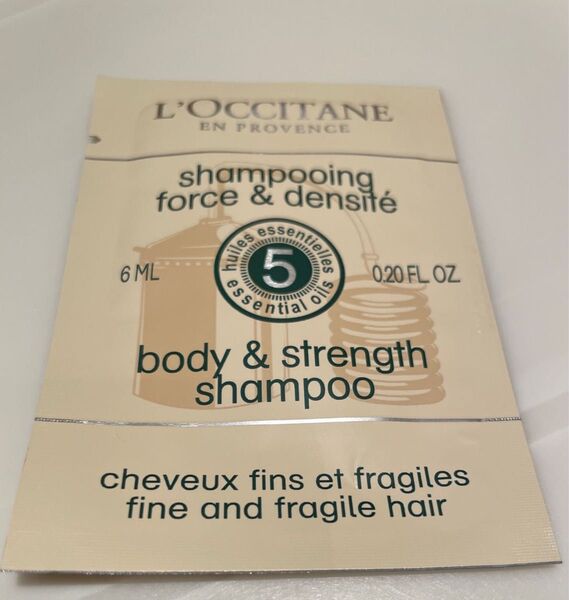 L'OCCITANE
EN PROVENCE
shampooing
force & densité
huiles essentielles
5
essential oils
6 ML
0.20 FL. OZ.
body & strength
shampoo
cheveux fins et fragiles
fine and fragile hair